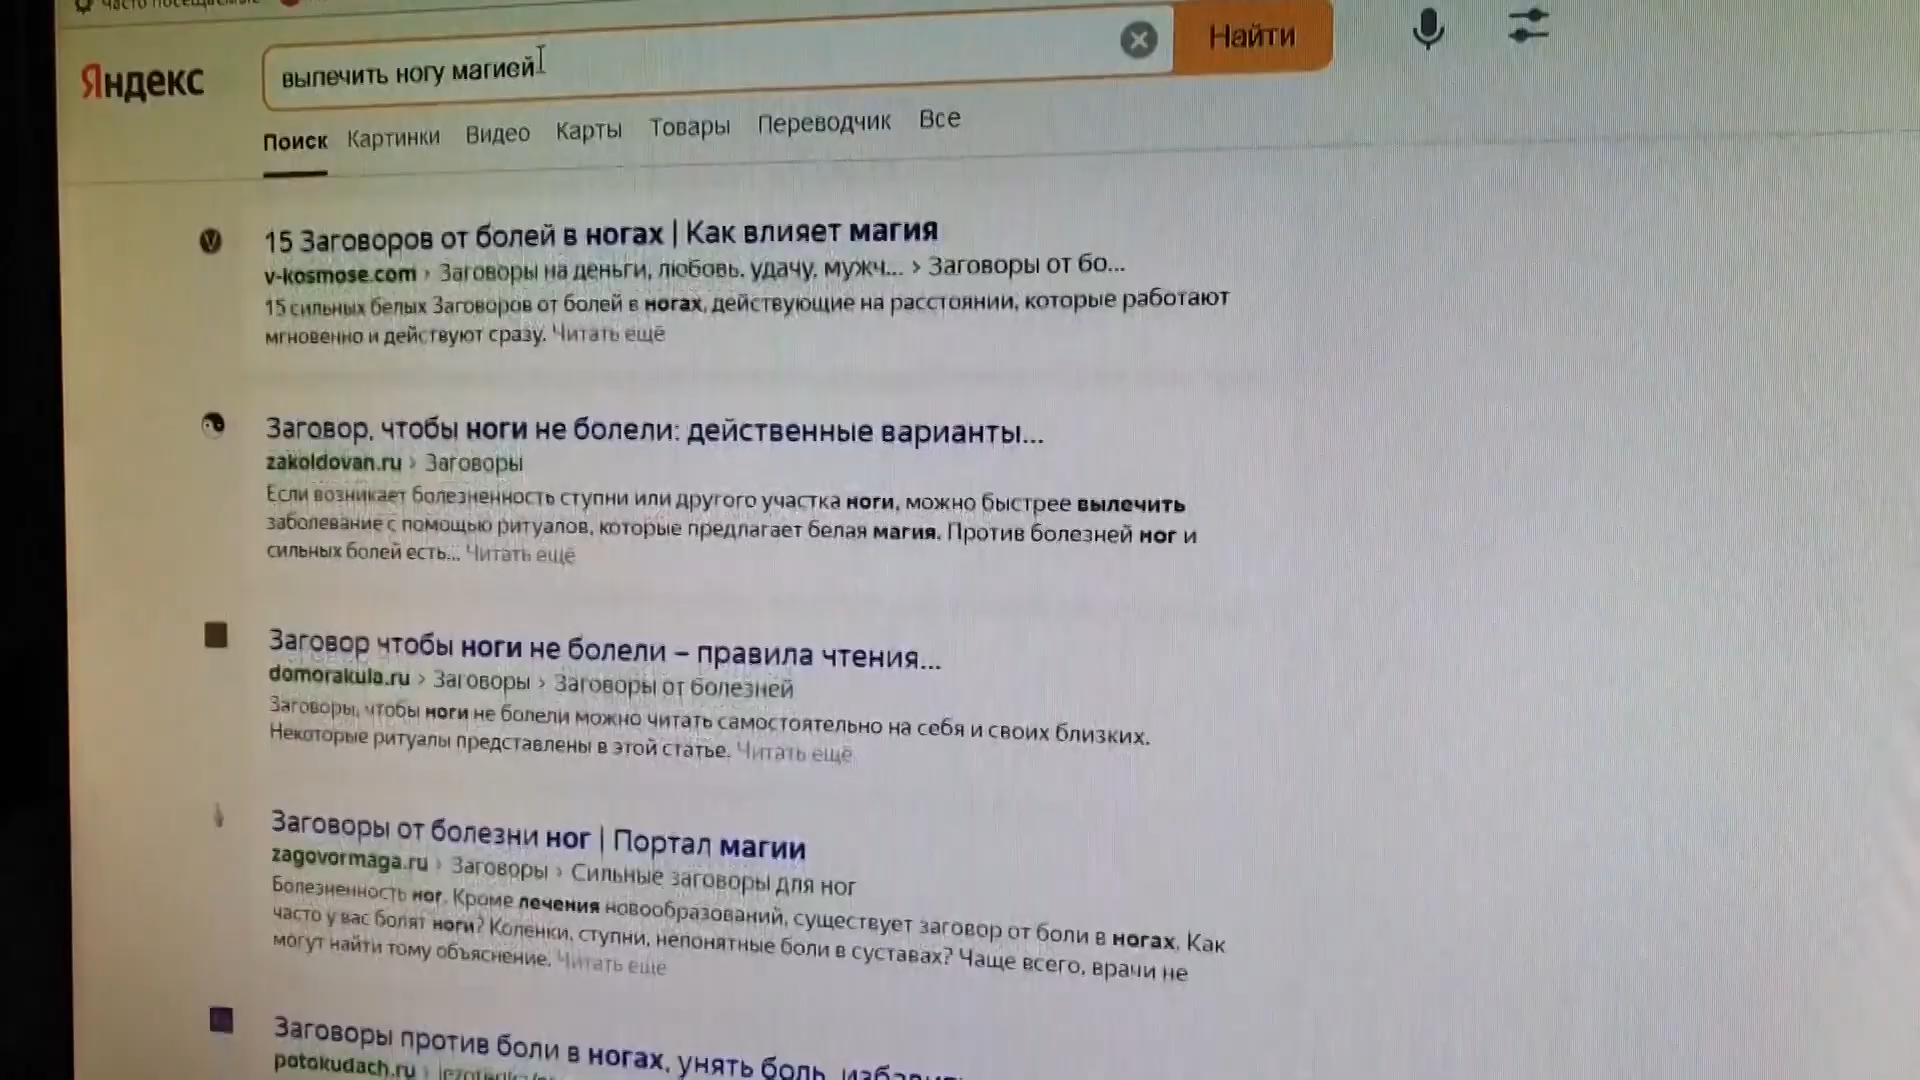 Часто посещаемые
Яндекс
вылечить ногу магией
Найти
Поиск Картинки Видео Карты Товары Переводчик Все
15 Заговоров от болей в ногах | Как влияет магия
v-kosmose.com › Заговоры на деньги, любовь, удачу, мужч... › Заговоры от бо...
15 сильных белых Заговоров от болей в ногах, действующие на расстоянии, которые работают
мгновенно и действуют сразу. Читать ещё
Заговор, чтобы ноги не болели: действенные варианты...
zakoldovan.ru › Заговоры
Если возникает болезненность ступни или другого участка ноги, можно быстрее вылечить
заболевание с помощью ритуалов, которые предлагает белая магия. Против болезней ног и
сильных болей есть... Читать ещё
Заговор чтобы ноги не болели – правила чтения...
domorakula.ru › Заговоры › Заговоры от болезней
Заговоры, чтобы ноги не болели можно читать самостоятельно на себя и своих близких.
Некоторые ритуалы представлены в этой статье. Читать ещё
Заговоры от болезни ног | Портал магии
zagovormaga.ru › Заговоры › Сильные заговоры для ног
Болезненность ног. Кроме лечения новообразований, существует заговор от боли в ногах. Как
часто у вас болят ноги? Коленки, ступни, непонятные боли в суставах? Чаще всего, врачи не
могут найти тому объяснение. Читать ещё
Заговоры против боли в ногах, унять боль,
potokudach.ru ›